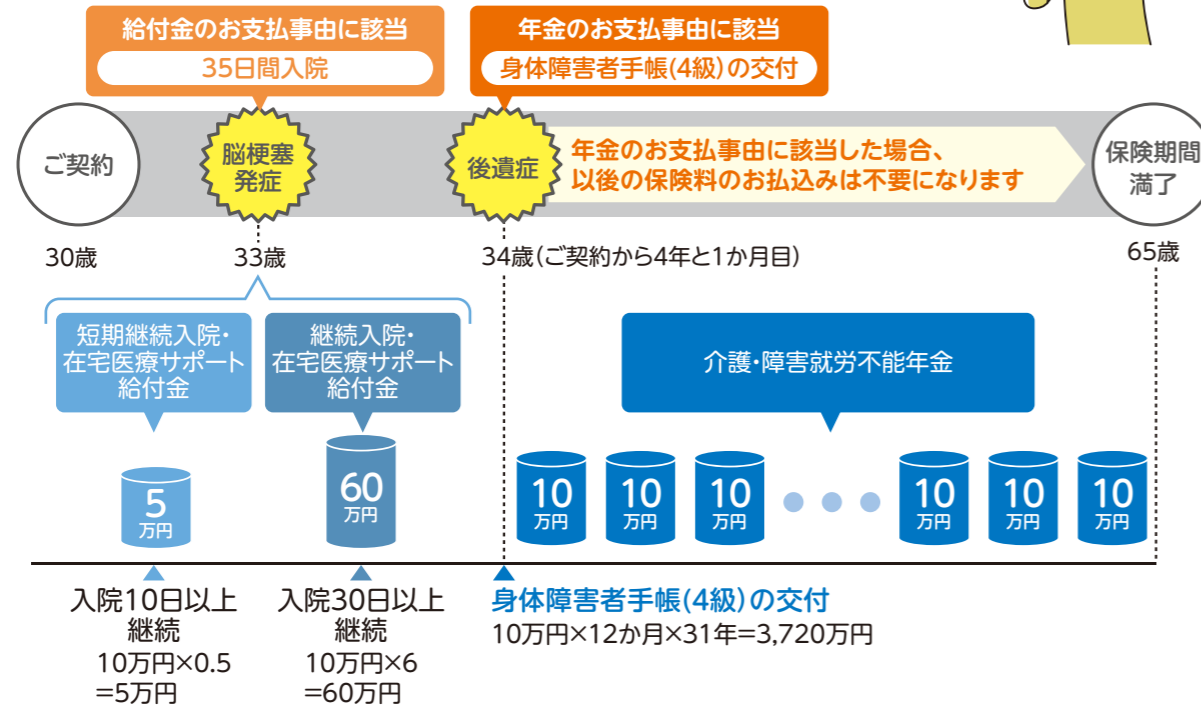 給付金のお支払事由に該当
35日間入院
年金のお支払事由に該当
身体障害者手帳(4級)の交付
ご契約
脳梗塞
発症
後遺症
年金のお支払事由に該当した場合、
以後の保険料のお払込みは不要になります
保険期間
満了
30歳
33歳
34歳(ご契約から4年と1か月目)
65歳
短期継続入院・
在宅医療サポート
給付金
継続入院・
在宅医療サポート
給付金
介護・障害就労不能年金
5
万円
60
万円
10
万円
10
万円
10
万円
10
万円
10
万円
10
万円
入院10日以上
継続
10万円×0.5
=5万円
入院30日以上
継続
10万円×6
=60万円
身体障害者手帳(4級)の交付
10万円×12か月×31年=3,720万円